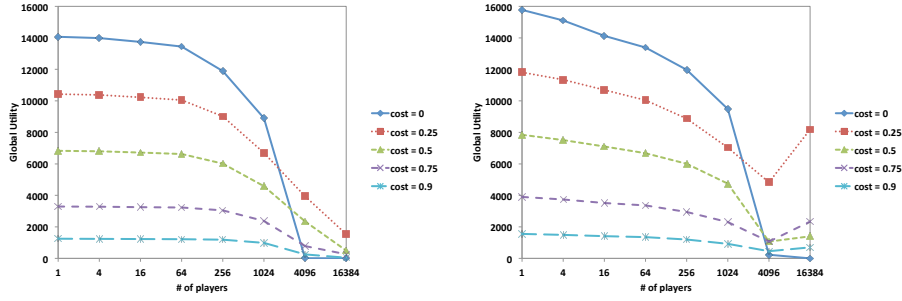 16000
14000
12000
10000
8000
6000
4000
2000
0
Global Utility
1 4 16 64 256 1024 4096 16384
# of players
cost = 0
cost = 0.25
cost = 0.5
cost = 0.75
cost = 0.9
16000
14000
12000
10000
8000
6000
4000
2000
0
Global Utility
1 4 16 64 256 1024 4096 16384
# of players
cost = 0
cost = 0.25
cost = 0.5
cost = 0.75
cost = 0.9